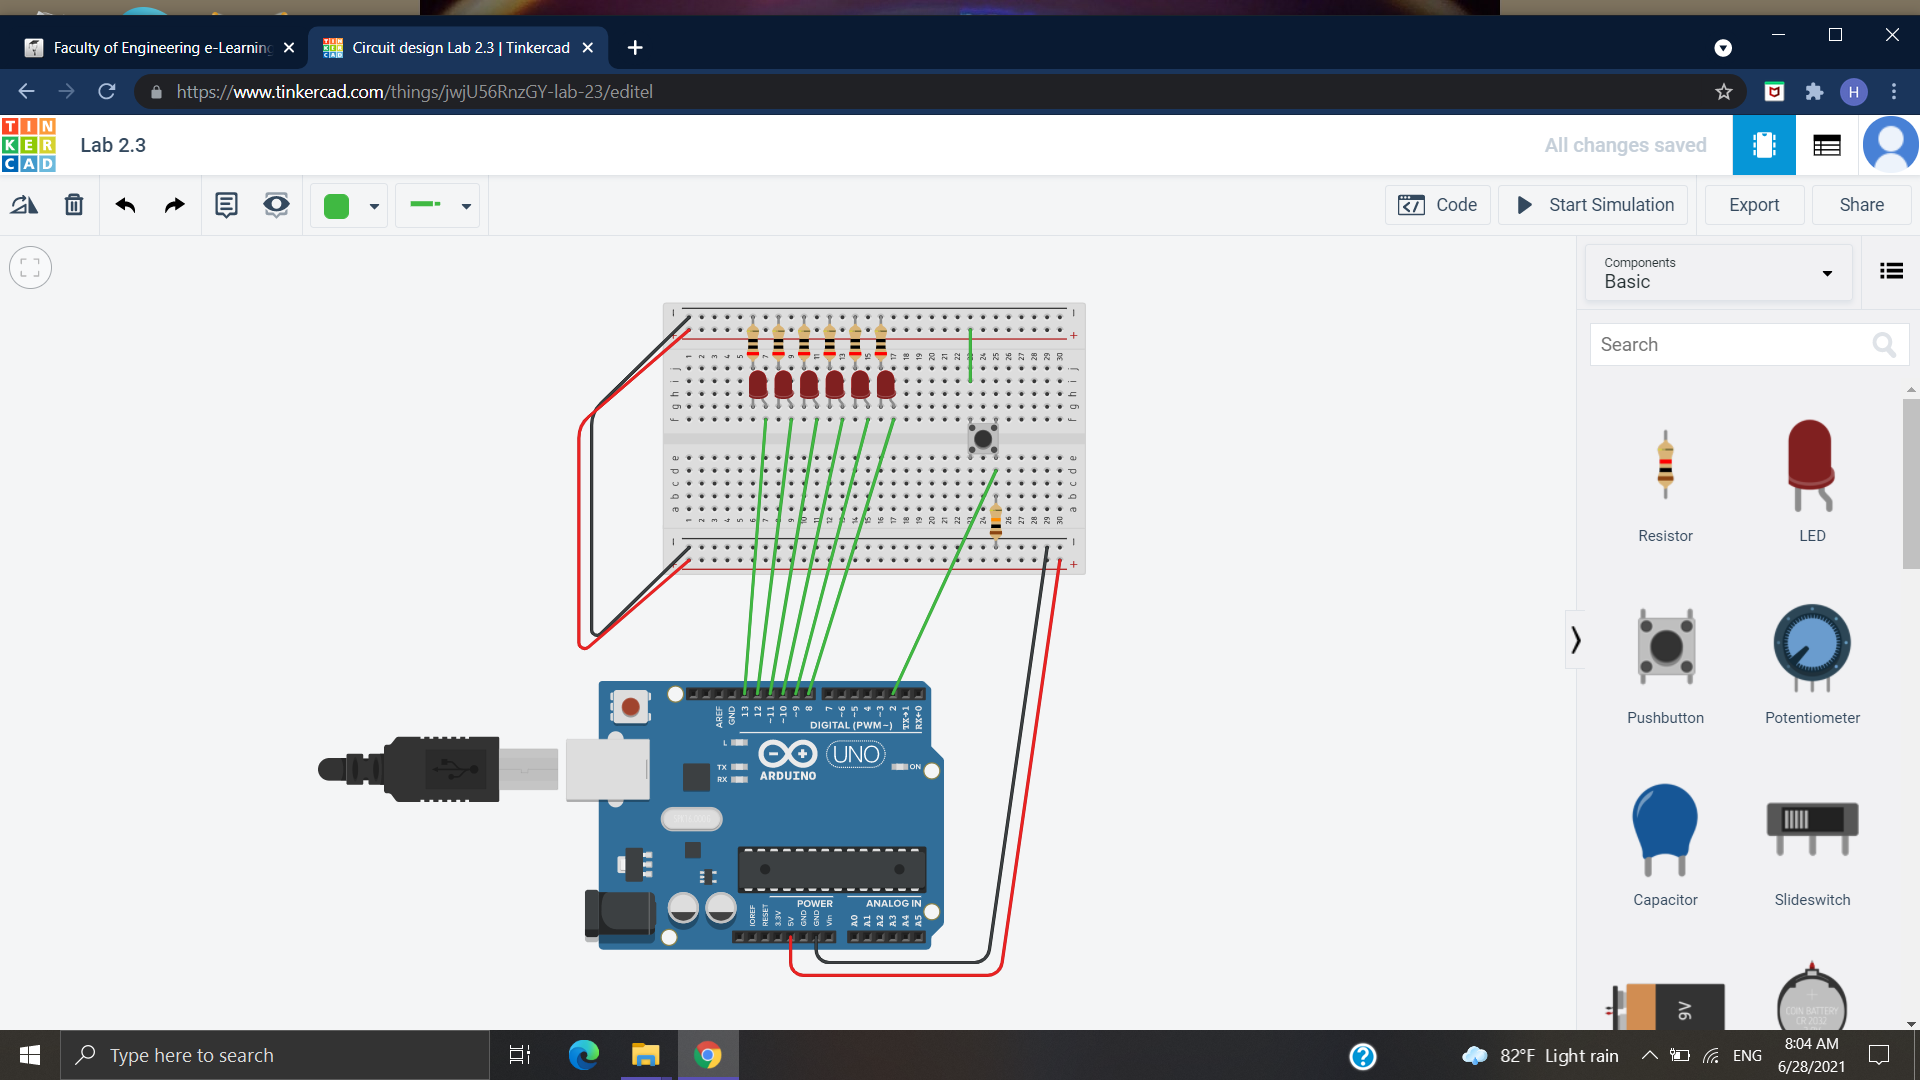 Faculty of Engineering e-Learning
Circuit design Lab 2.3 | Tinkercad
https://www.tinkercad.com/things/jwjU56RnzGY-lab-23/editel
H
TIN
KER
CAD
Lab 2.3
All changes saved
Code
Start Simulation
Export
Share
Components
Basic
Search
Resistor
LED
Pushbutton
Potentiometer
Capacitor
Slideswitch
9V
COIN BATTERY
CR 2032
j
i
h
g
f
e
d
c
b
a
AREF
GND
13
12
~11
~10
~9
8
7
~6
~5
4
~3
2
TX→1
RX←0
DIGITAL (PWM~)
L
TX
RX
UNO
ARDUINO
ON
POWER
ANALOG IN
IOREF
RESET
3.3V
5V
GND
GND
Vin
A0
A1
A2
A3
A4
A5
Type here to search
82°F Light rain
ENG
8:04 AM
6/28/2021